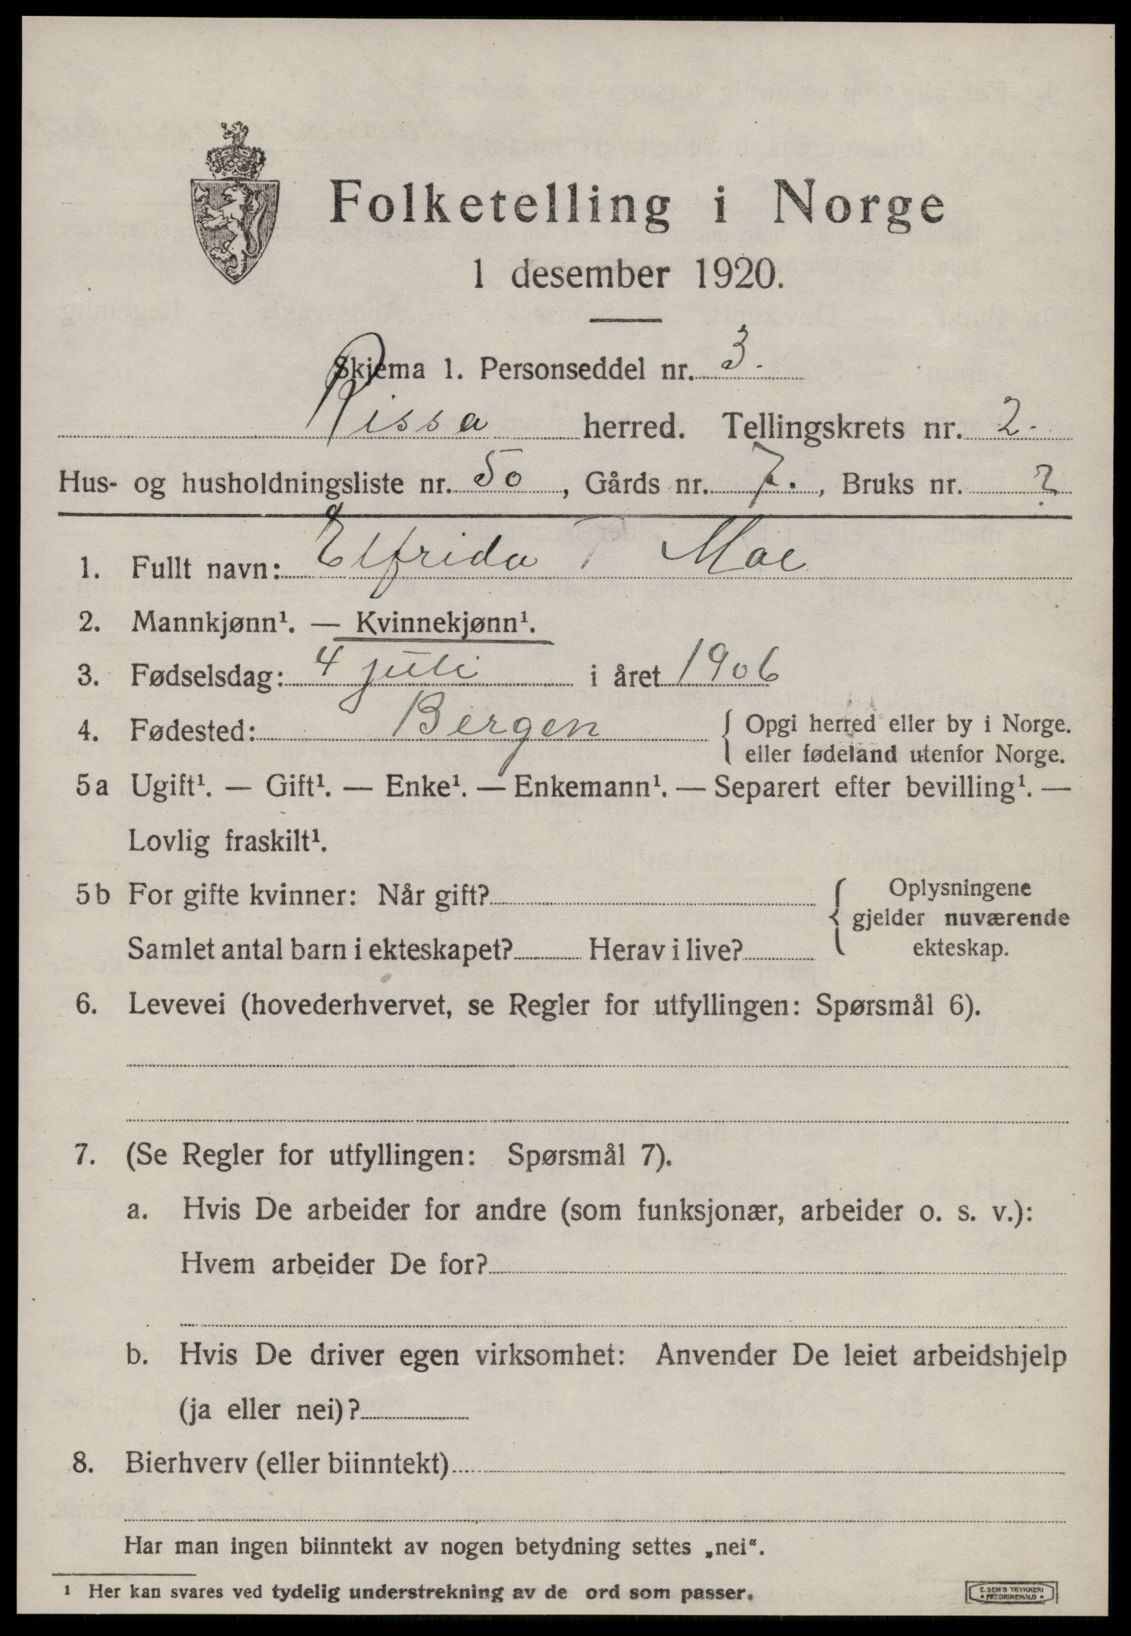 Folketelling i Norge
1 desember 1920.
Skjema 1. Personseddel nr. 3.
Rissa herred. Tellingskrets nr. 2.
Hus- og husholdningsliste nr. 50, Gårds nr. 7., Bruks nr. ?
1. Fullt navn: Elfrida T Moe
2. Mannkjønn¹. — Kvinnekjønn¹.
3. Fødselsdag: 4 juli i året 1906
4. Fødested: Bergen { Opgi herred eller by i Norge.
eller fødeland utenfor Norge.
5a Ugift¹. — Gift¹. — Enke¹. — Enkemann¹. — Separert efter bevilling¹. —
Lovlig fraskilt¹.
5b For gifte kvinner: Når gift? { Oplysningene
gjelder nuværende
Samlet antal barn i ekteskapet? Herav i live? ekteskap.
6. Levevei (hovederhvervet, se Regler for utfyllingen: Spørsmål 6).
7. (Se Regler for utfyllingen: Spørsmål 7).
a. Hvis De arbeider for andre (som funksjonær, arbeider o. s. v.):
Hvem arbeider De for?
b. Hvis De driver egen virksomhet: Anvender De leiet arbeidshjelp
(ja eller nei)?
8. Bierhverv (eller biinntekt)
Har man ingen biinntekt av nogen betydning settes „nei“.
¹ Her kan svares ved tydelig understrekning av de ord som passer.
E. SEM'S TRYKKERI
FREDRIKSHALD